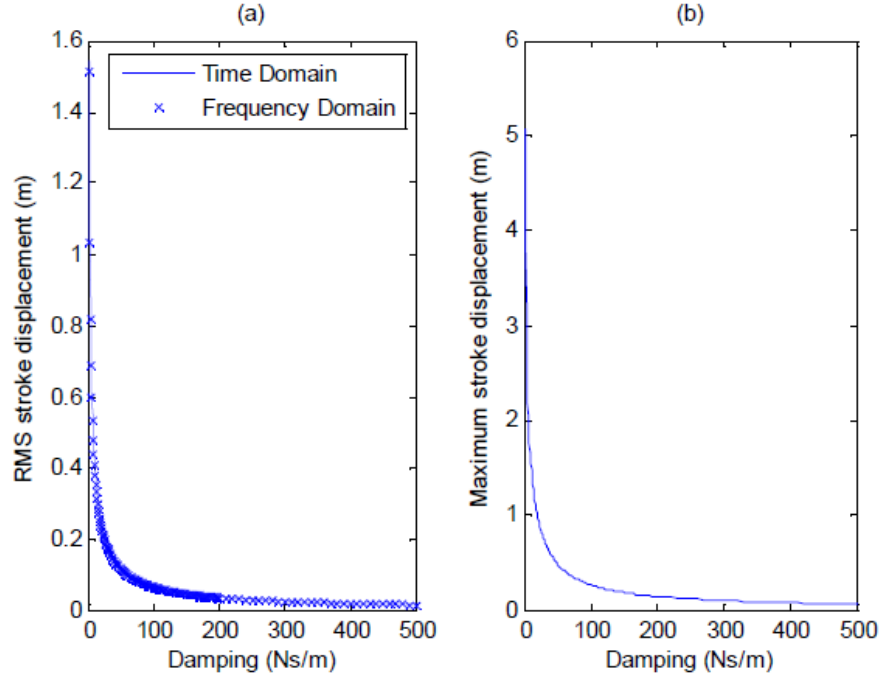 (a)
1.6
1.4
1.2
1
0.8
0.6
0.4
0.2
0
RMS stroke displacement (m)
Time Domain
Frequency Domain
0 100 200 300 400 500
Damping (Ns/m)
(b)
6
5
4
3
2
1
0
Maximum stroke displacement (m)
0 100 200 300 400 500
Damping (Ns/m)